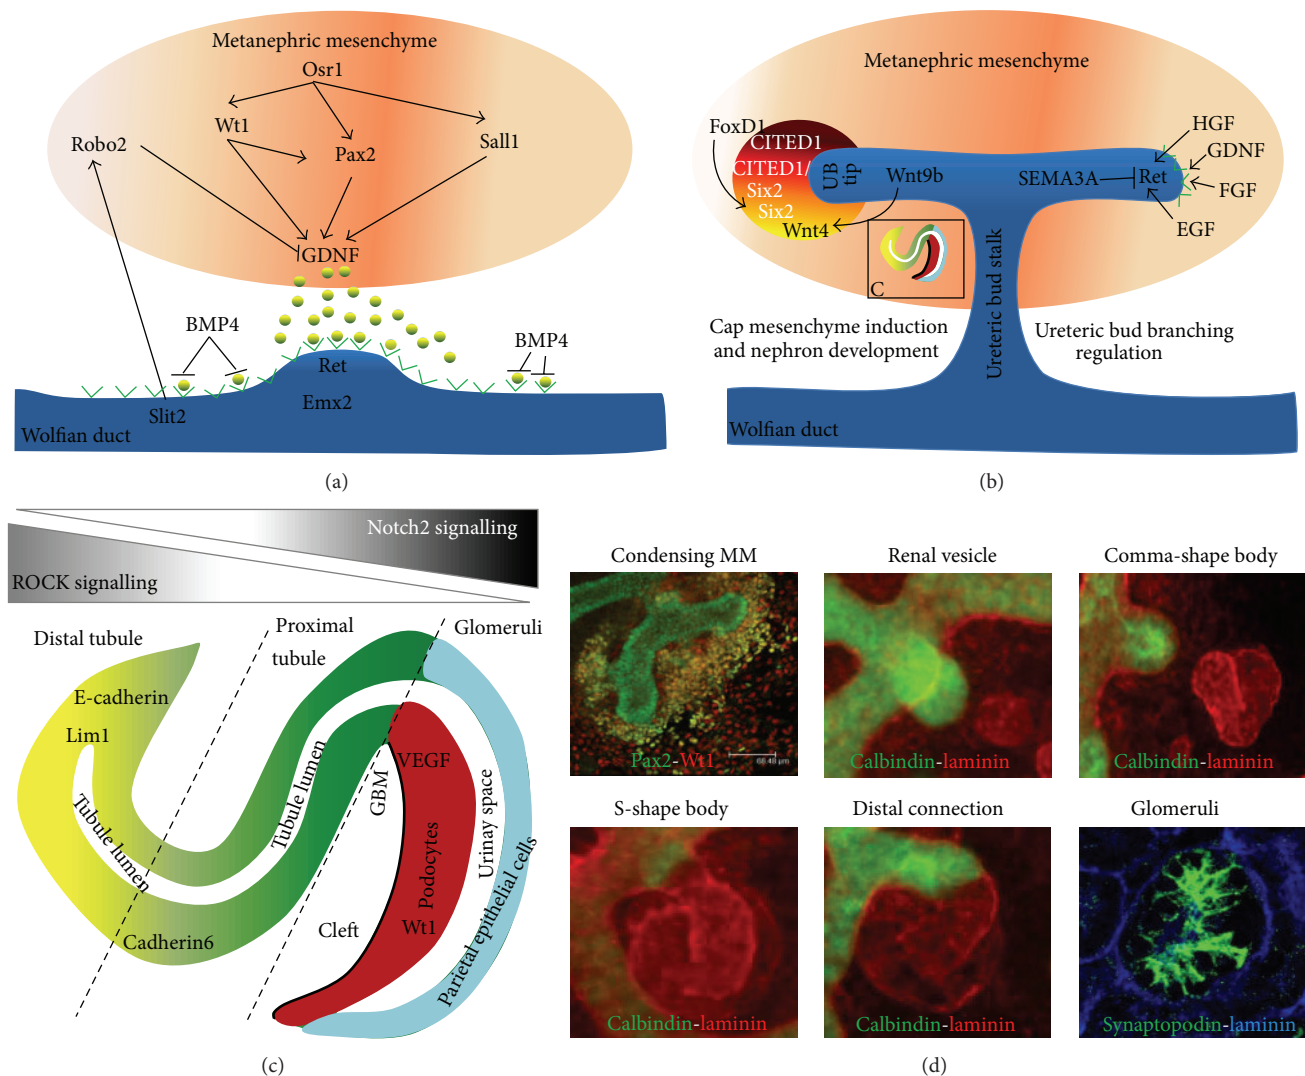 Metanephric mesenchyme
Osr1
Wt1
Robo2
Pax2
Sall1
GDNF
BMP4
BMP4
Ret
Slit2
Emx2
Wolfian duct
(a)
Metanephric mesenchyme
FoxD1
CITED1
CITED1/
Six2
Six2
UB
tip
Wnt9b
Wnt4
SEMA3A
Ret
HGF
GDNF
FGF
EGF
C
Ureteric bud stalk
Cap mesenchyme induction
and nephron development
Ureteric bud branching
regulation
Wolfian duct
(b)
Notch2 signalling
ROCK signalling
Distal tubule
Proximal
tubule
Glomeruli
E-cadherin
Lim1
Tubule lumen
Tubule lumen
Cadherin6
VEGF
GBM
Podocytes
Wt1
Cleft
Urinay space
Parietal epithelial cells
(c)
Condensing MM
Pax2-Wt1
66.48 µm
Renal vesicle
Calbindin-laminin
Comma-shape body
Calbindin-laminin
S-shape body
Calbindin-laminin
Distal connection
Calbindin-laminin
Glomeruli
Synaptopodin-laminin
(d)